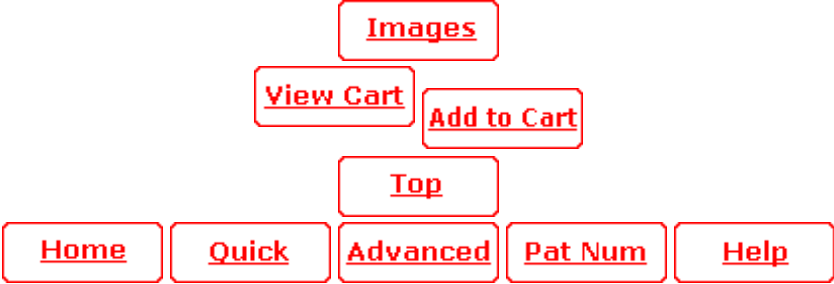 Images
View Cart
Add to Cart
Top
Home Quick Advanced Pat Num Help